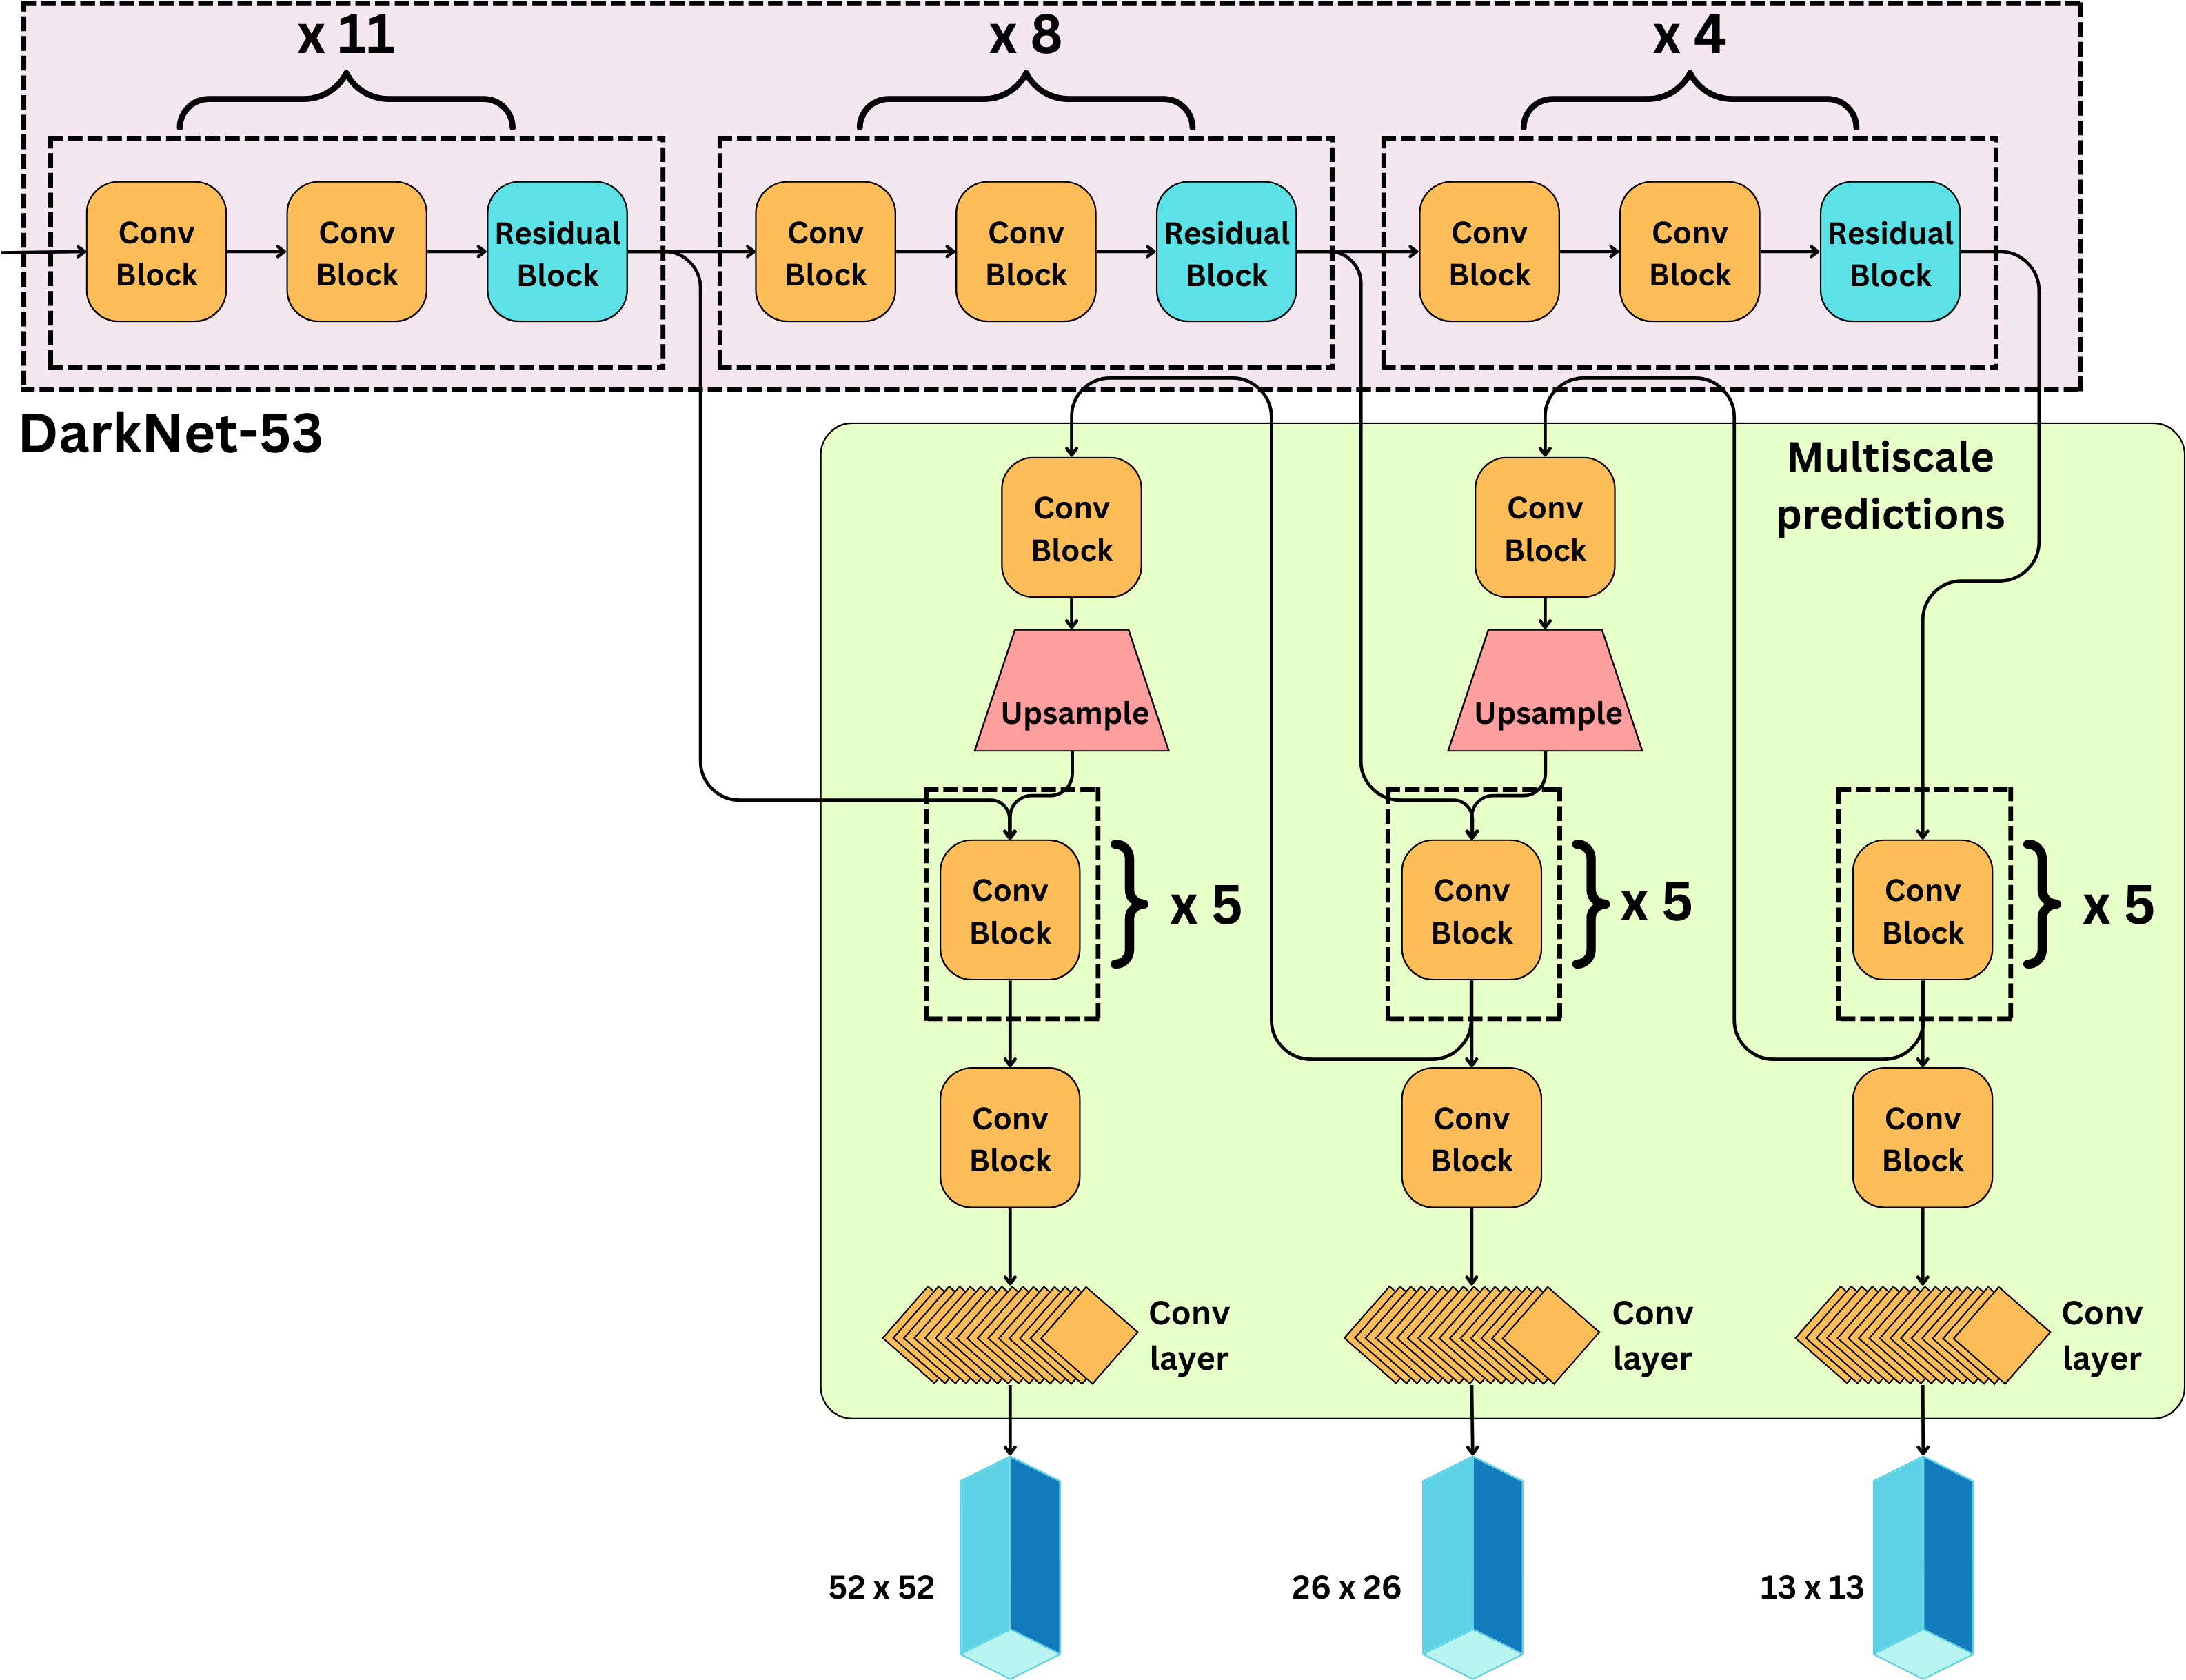 x 11
x 8
x 4
Conv
Block
Conv
Block
Residual
Block
Conv
Block
Conv
Block
Residual
Block
Conv
Block
Conv
Block
Residual
Block
DarkNet-53
Multiscale
predictions
Conv
Block
Conv
Block
Upsample
Upsample
Conv
Block
x 5
Conv
Block
x 5
Conv
Block
x 5
Conv
Block
Conv
Block
Conv
Block
Conv
layer
Conv
layer
Conv
layer
52 x 52
26 x 26
13 x 13